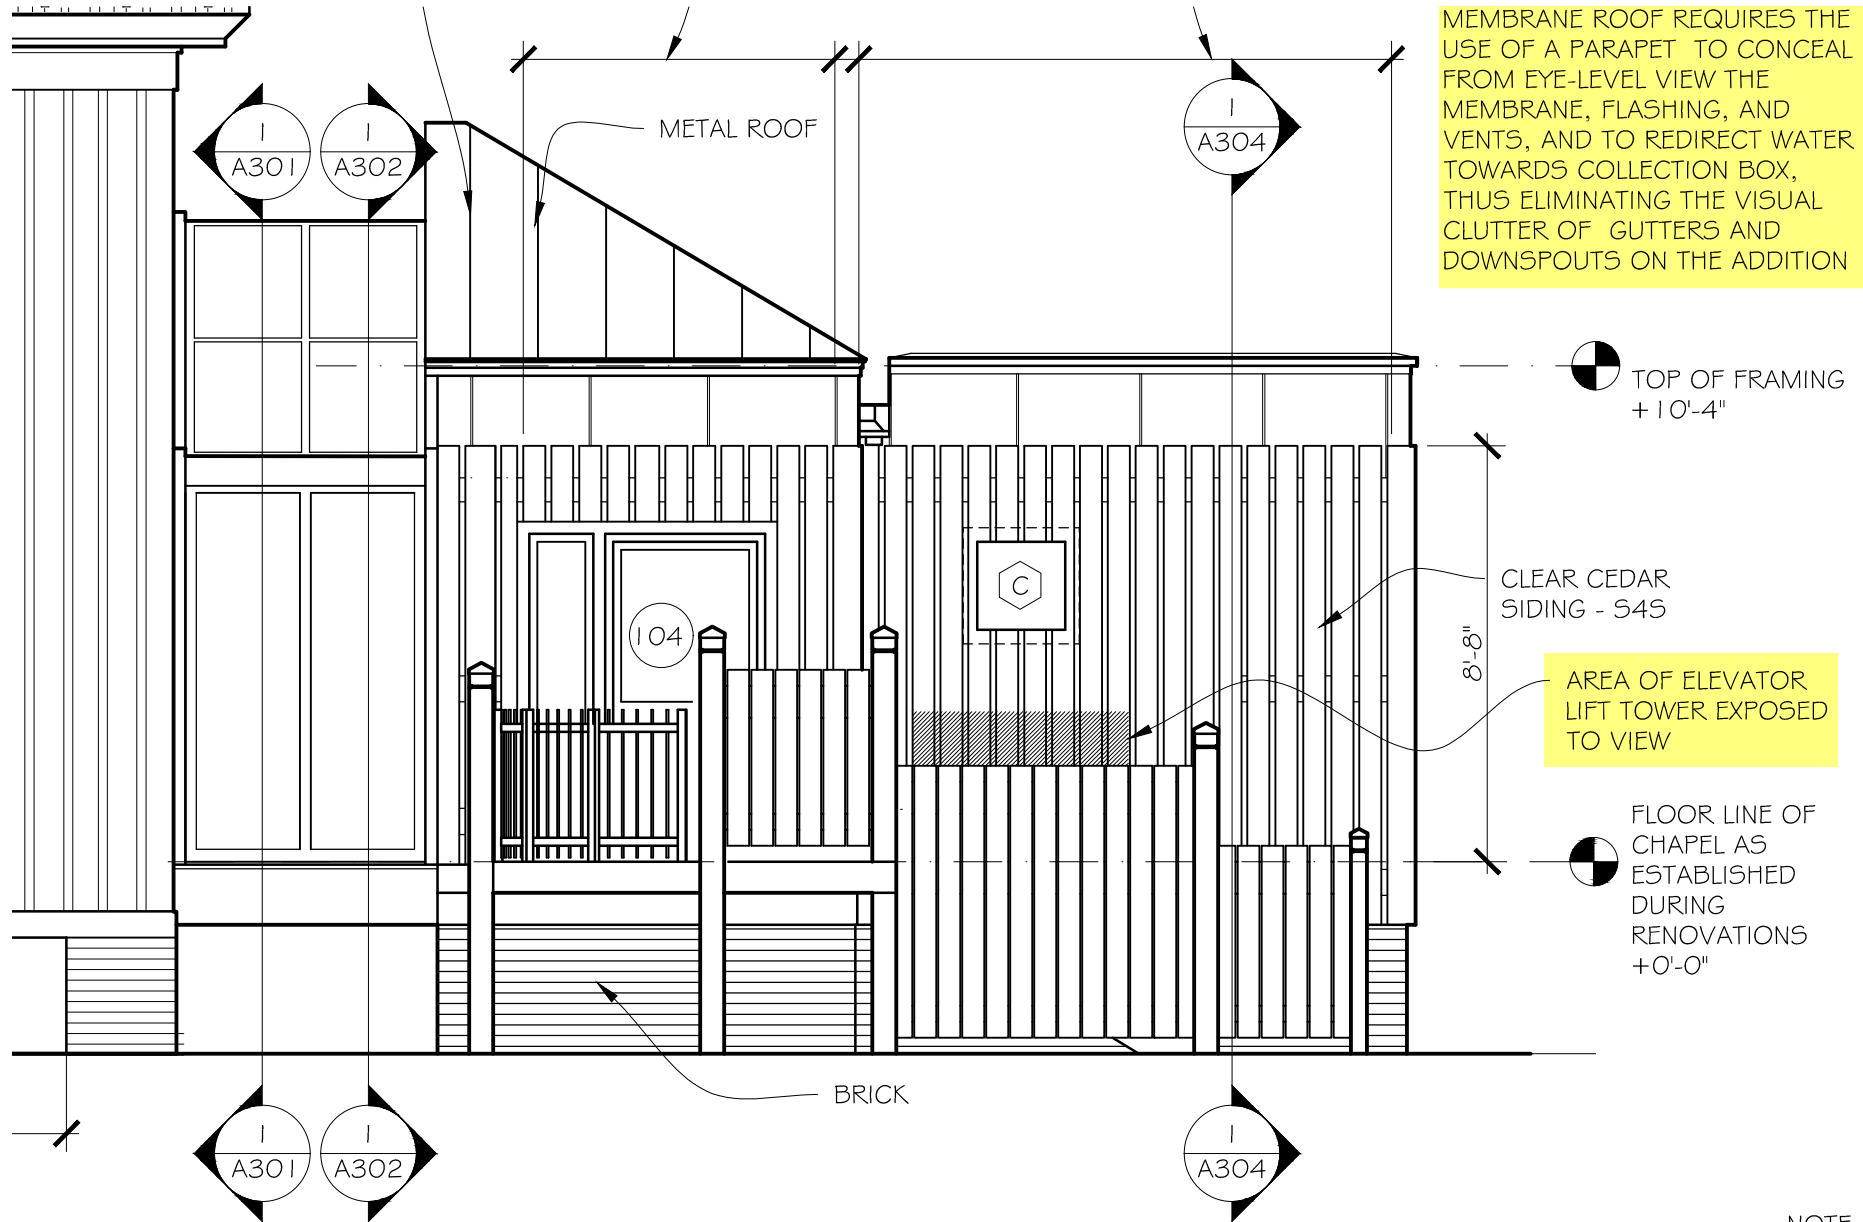 MEMBRANE ROOF REQUIRES THE
USE OF A PARAPET TO CONCEAL
FROM EYE-LEVEL VIEW THE
MEMBRANE, FLASHING, AND
VENTS, AND TO REDIRECT WATER
TOWARDS COLLECTION BOX,
THUS ELIMINATING THE VISUAL
CLUTTER OF GUTTERS AND
DOWNSPOUTS ON THE ADDITION
METAL ROOF
1
A301
1
A302
1
A304
TOP OF FRAMING
+10'-4"
CLEAR CEDAR
SIDING - S4S
8'-8"
C
104
AREA OF ELEVATOR
LIFT TOWER EXPOSED
TO VIEW
FLOOR LINE OF
CHAPEL AS
ESTABLISHED
DURING
RENOVATIONS
+0'-0"
BRICK
1
A301
1
A302
1
A304
NOTE